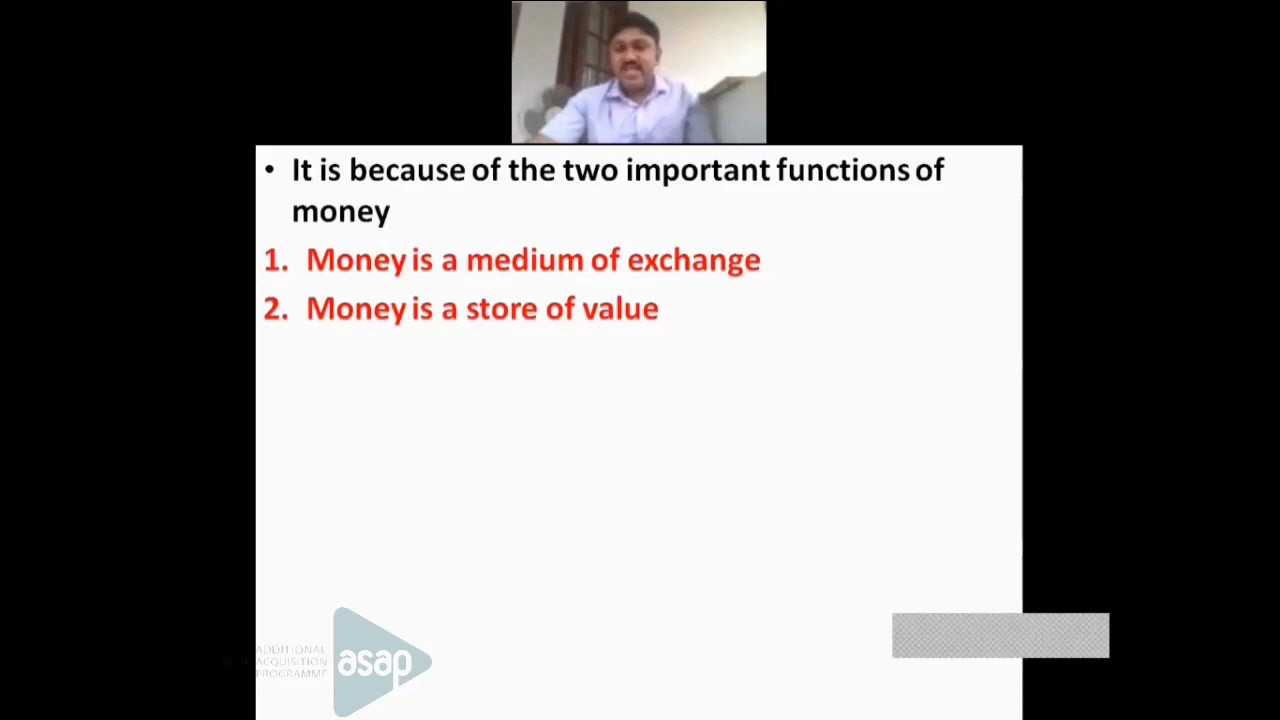 • It is because of the two important functions of
money
1. Money is a medium of exchange
2. Money is a store of value
ADDITIONAL
ACQUISITION
PROGRAMME
asap